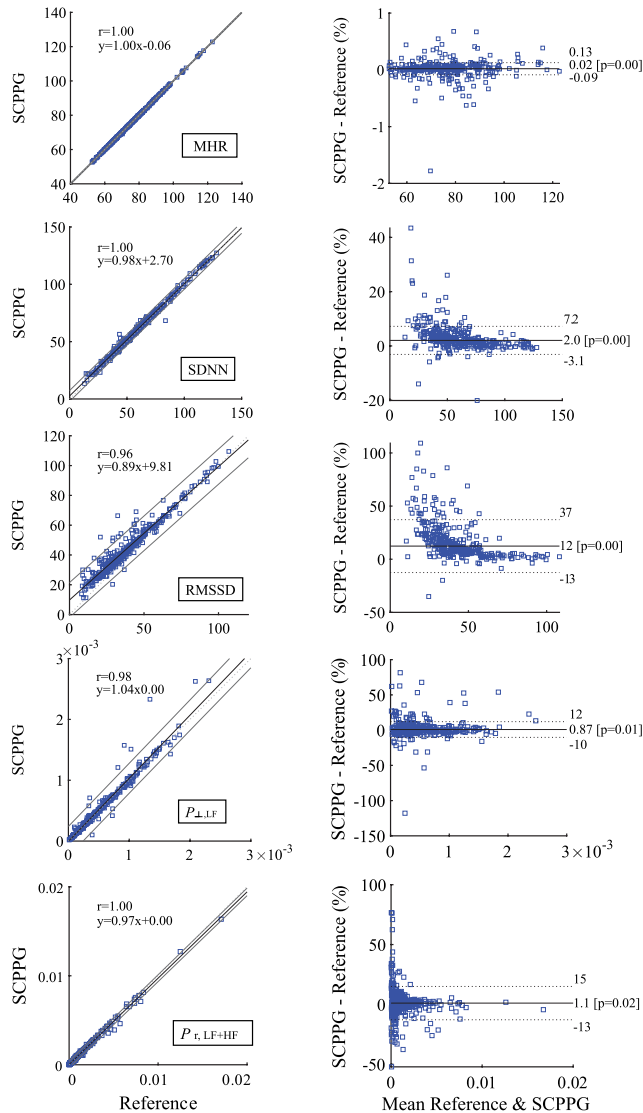 140
120
100
80
60
40
SCPPG
r=1.00
y=1.00x-0.06
MHR
40 60 80 100 120 140
1
0
-1
-2
SCPPG - Reference (%)
0.13
0.02 [p=0.00]
-0.09
60 80 100 120
150
100
50
0
SCPPG
r=1.00
y=0.98x+2.70
SDNN
0 50 100 150
40
20
0
-20
SCPPG - Reference (%)
7.2
2.0 [p=0.00]
-3.1
0 50 100 150
120
100
80
60
40
20
0
SCPPG
r=0.96
y=0.89x+9.81
RMSSD
0 50 100
100
50
0
-50
SCPPG - Reference (%)
37
12 [p=0.00]
-13
0 50 100
3 ×10⁻³
2
1
0
SCPPG
r=0.98
y=1.04x0.00
P⊥,LF
0 1 2 3 ×10⁻³
100
50
0
-50
-100
-150
SCPPG - Reference (%)
12
0.87 [p=0.01]
-10
0 1 2 3 ×10⁻³
0.02
0.01
0
SCPPG
r=1.00
y=0.97x+0.00
P r, LF+HF
0 0.01 0.02
Reference
100
50
0
-50
SCPPG - Reference (%)
15
1.1 [p=0.02]
-13
0 0.01 0.02
Mean Reference & SCPPG